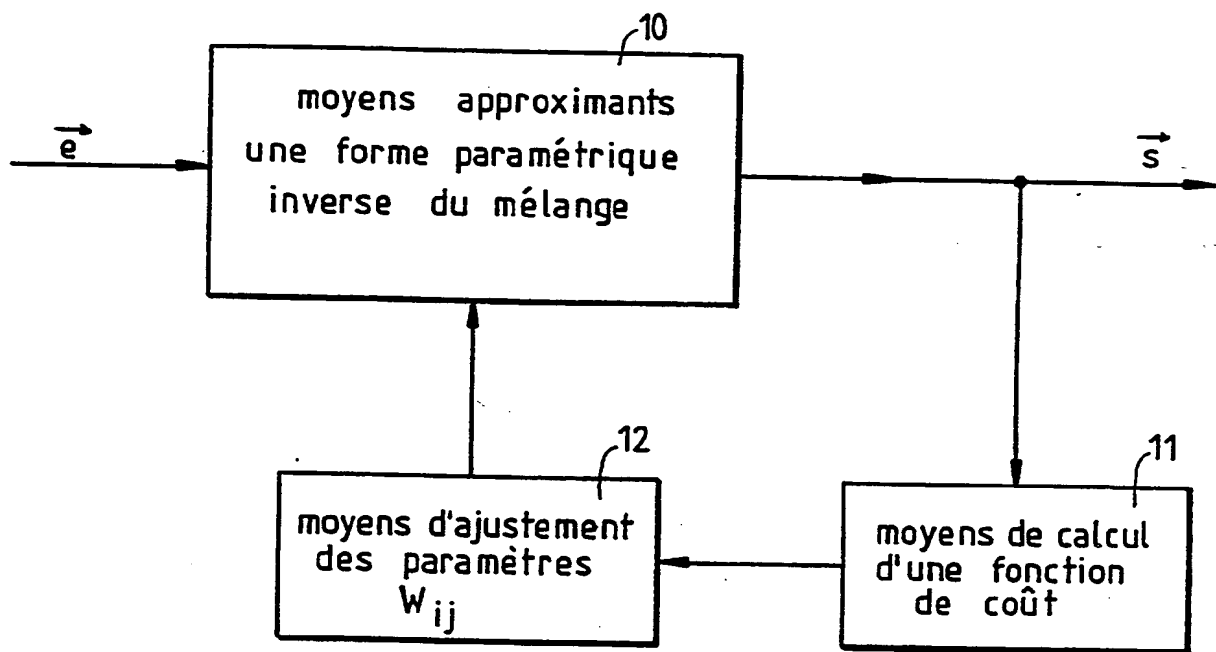 10
moyens approximants
une forme paramétrique
inverse du mélange
e
s
12
moyens d'ajustement
des paramètres
W ij
11
moyens de calcul
d'une fonction
de coût